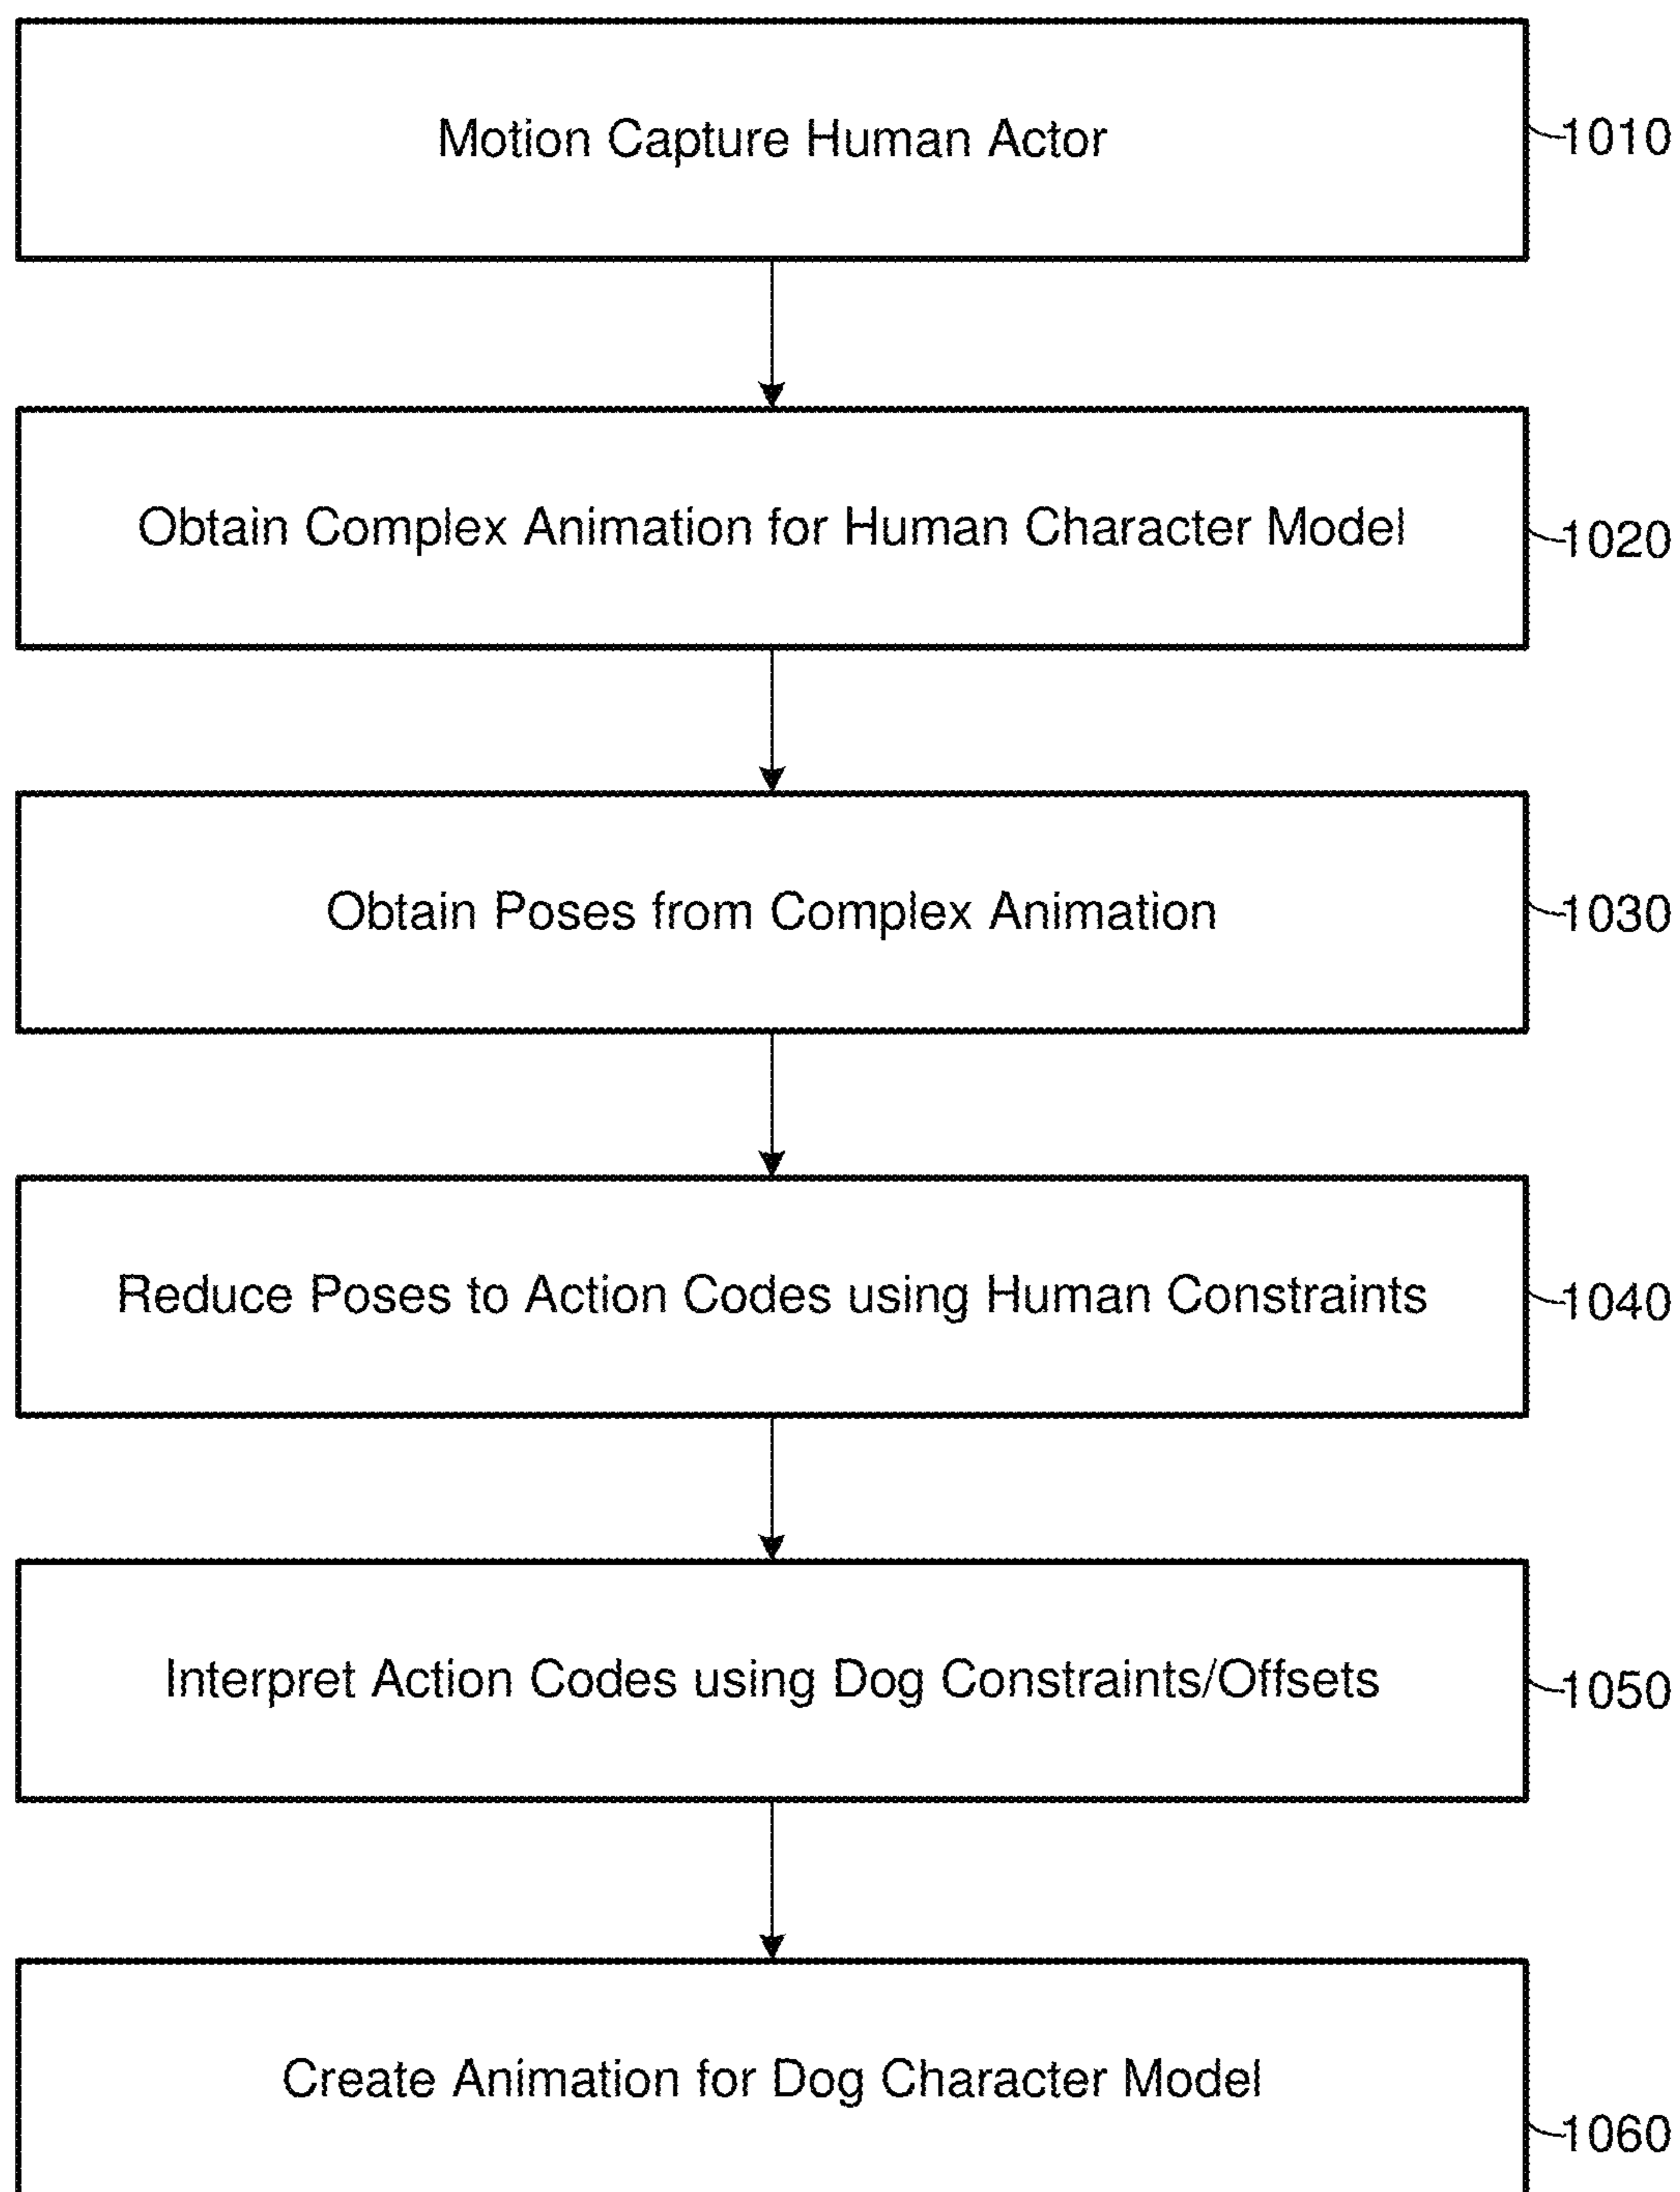 Motion Capture Human Actor
1010
Obtain Complex Animation for Human Character Model
1020
Obtain Poses from Complex Animation
1030
Reduce Poses to Action Codes using Human Constraints
1040
Interpret Action Codes using Dog Constraints/Offsets
1050
Create Animation for Dog Character Model
1060